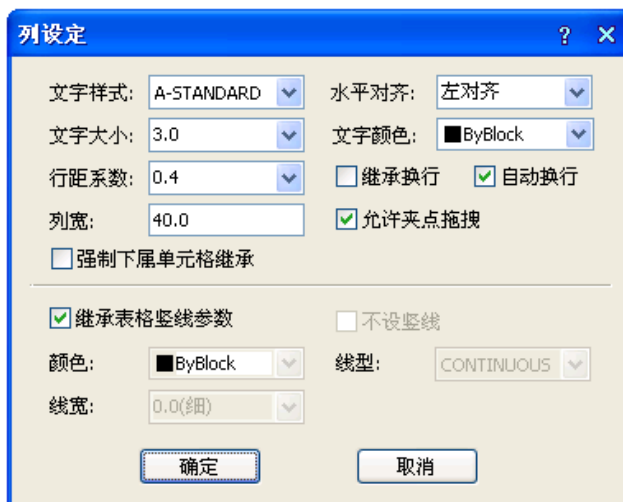 列设定
文字样式: A-STANDARD 水平对齐: 左对齐
文字大小: 3.0 文字颜色: ByBlock
行距系数: 0.4 继承换行 自动换行
列宽: 40.0 允许夹点拖拽
强制下属单元格继承
继承表格竖线参数 不设竖线
颜色: ByBlock 线型: CONTINUOUS
线宽: 0.0(细)
确定 取消